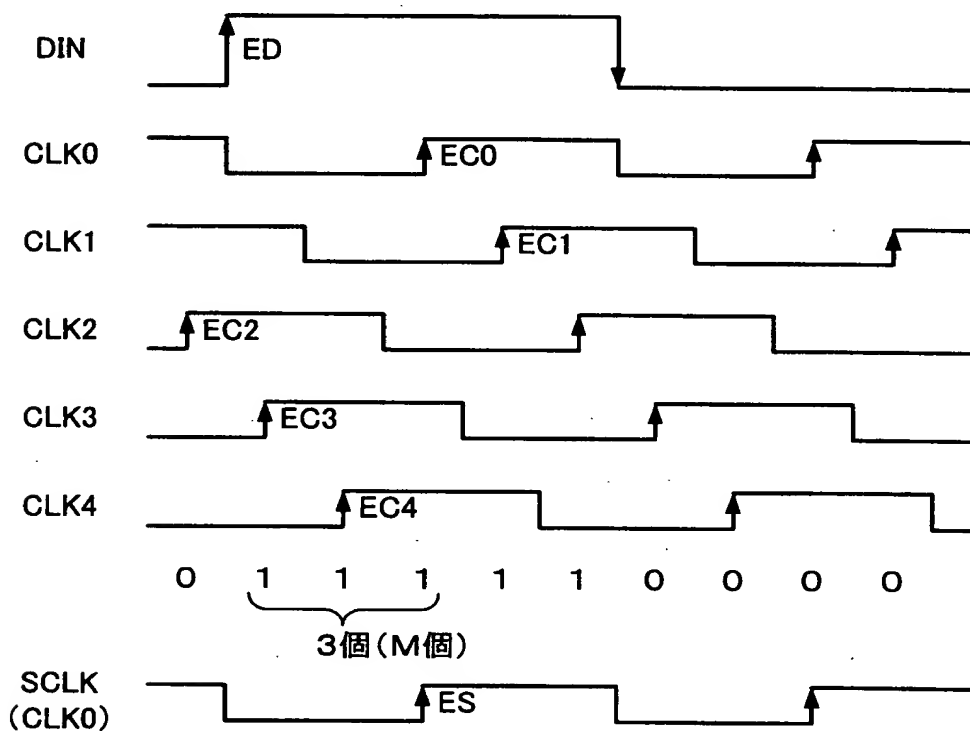 DIN
ED
CLK0
EC0
CLK1
EC1
CLK2
EC2
CLK3
EC3
CLK4
EC4
0 1 1 1 1 1 0 0 0 0
3個(M個)
SCLK
(CLK0)
ES